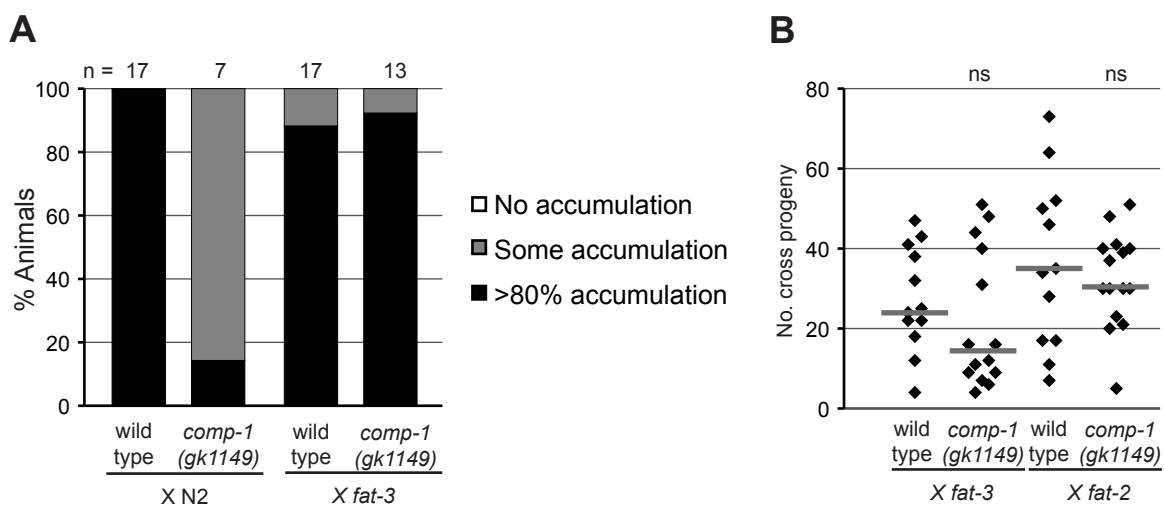 A
n = 17 7 17 13
100
80
60
40
20
0
% Animals
wild type
comp-1 (gk1149)
wild type
comp-1 (gk1149)
X N2
X fat-3
No accumulation
Some accumulation
>80% accumulation
B
ns ns
80
60
40
20
0
No. cross progeny
wild type
comp-1 (gk1149)
wild type
comp-1 (gk1149)
X fat-3
X fat-2